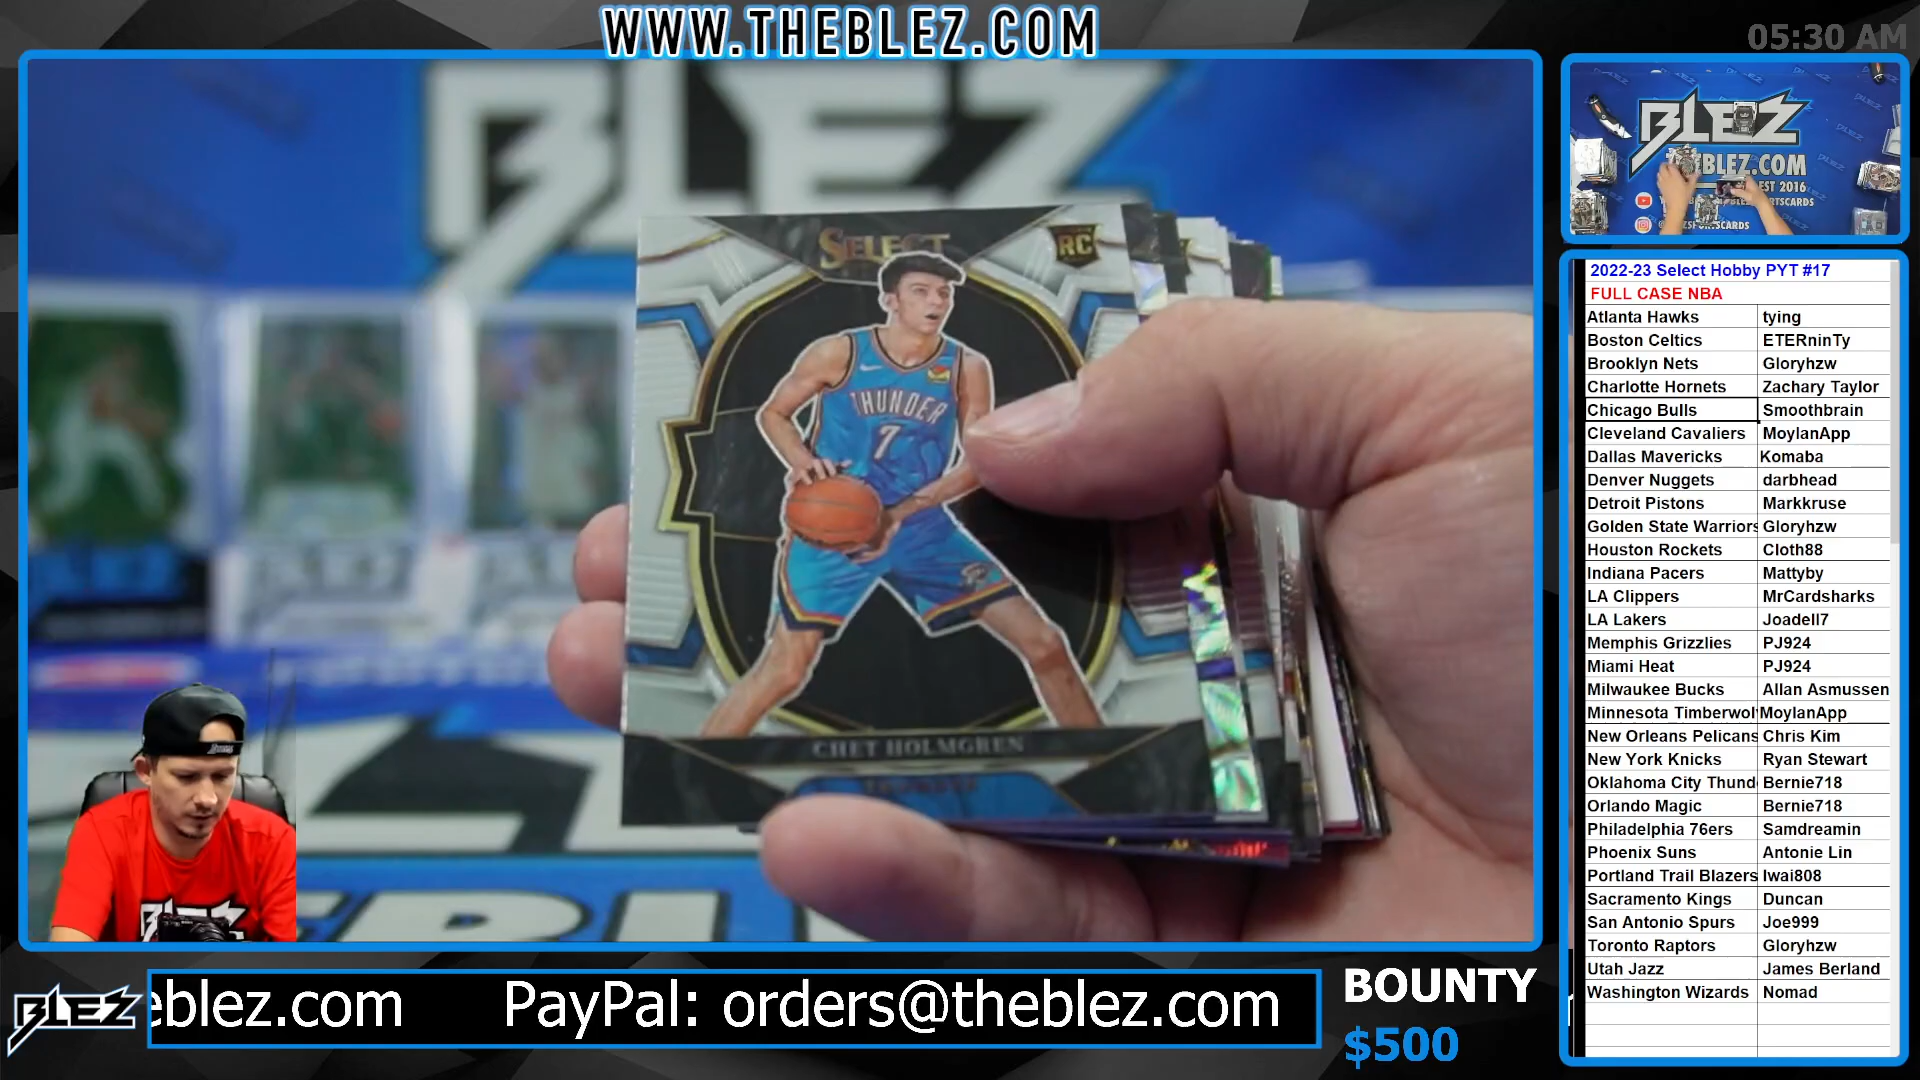 WWW.THEBLEZ.COM
05:30 AM
BLEZ
SELECT
RC
THUNDER
7
CHET HOLMGREN
BLEZ
BLEZ.COM
EST 2016
2022-23 Select Hobby PYT #17
FULL CASE NBA
Atlanta Hawks tying
Boston Celtics ETERninTy
Brooklyn Nets Gloryhzw
Charlotte Hornets Zachary Taylor
Chicago Bulls Smoothbrain
Cleveland Cavaliers MoylanApp
Dallas Mavericks Komaba
Denver Nuggets darbhead
Detroit Pistons Markkruse
Golden State Warriors Gloryhzw
Houston Rockets Cloth88
Indiana Pacers Mattyby
LA Clippers MrCardsharks
LA Lakers Joadell7
Memphis Grizzlies PJ924
Miami Heat PJ924
Milwaukee Bucks Allan Asmussen
Minnesota Timberwol MoylanApp
New Orleans Pelicans Chris Kim
New York Knicks Ryan Stewart
Oklahoma City Thund Bernie718
Orlando Magic Bernie718
Philadelphia 76ers Samdreamin
Phoenix Suns Antonie Lin
Portland Trail Blazers Iwai808
Sacramento Kings Duncan
San Antonio Spurs Joe999
Toronto Raptors Gloryhzw
Utah Jazz James Berland
Washington Wizards Nomad
BLEZ
eblez.com PayPal: orders@theblez.com
BOUNTY
$500